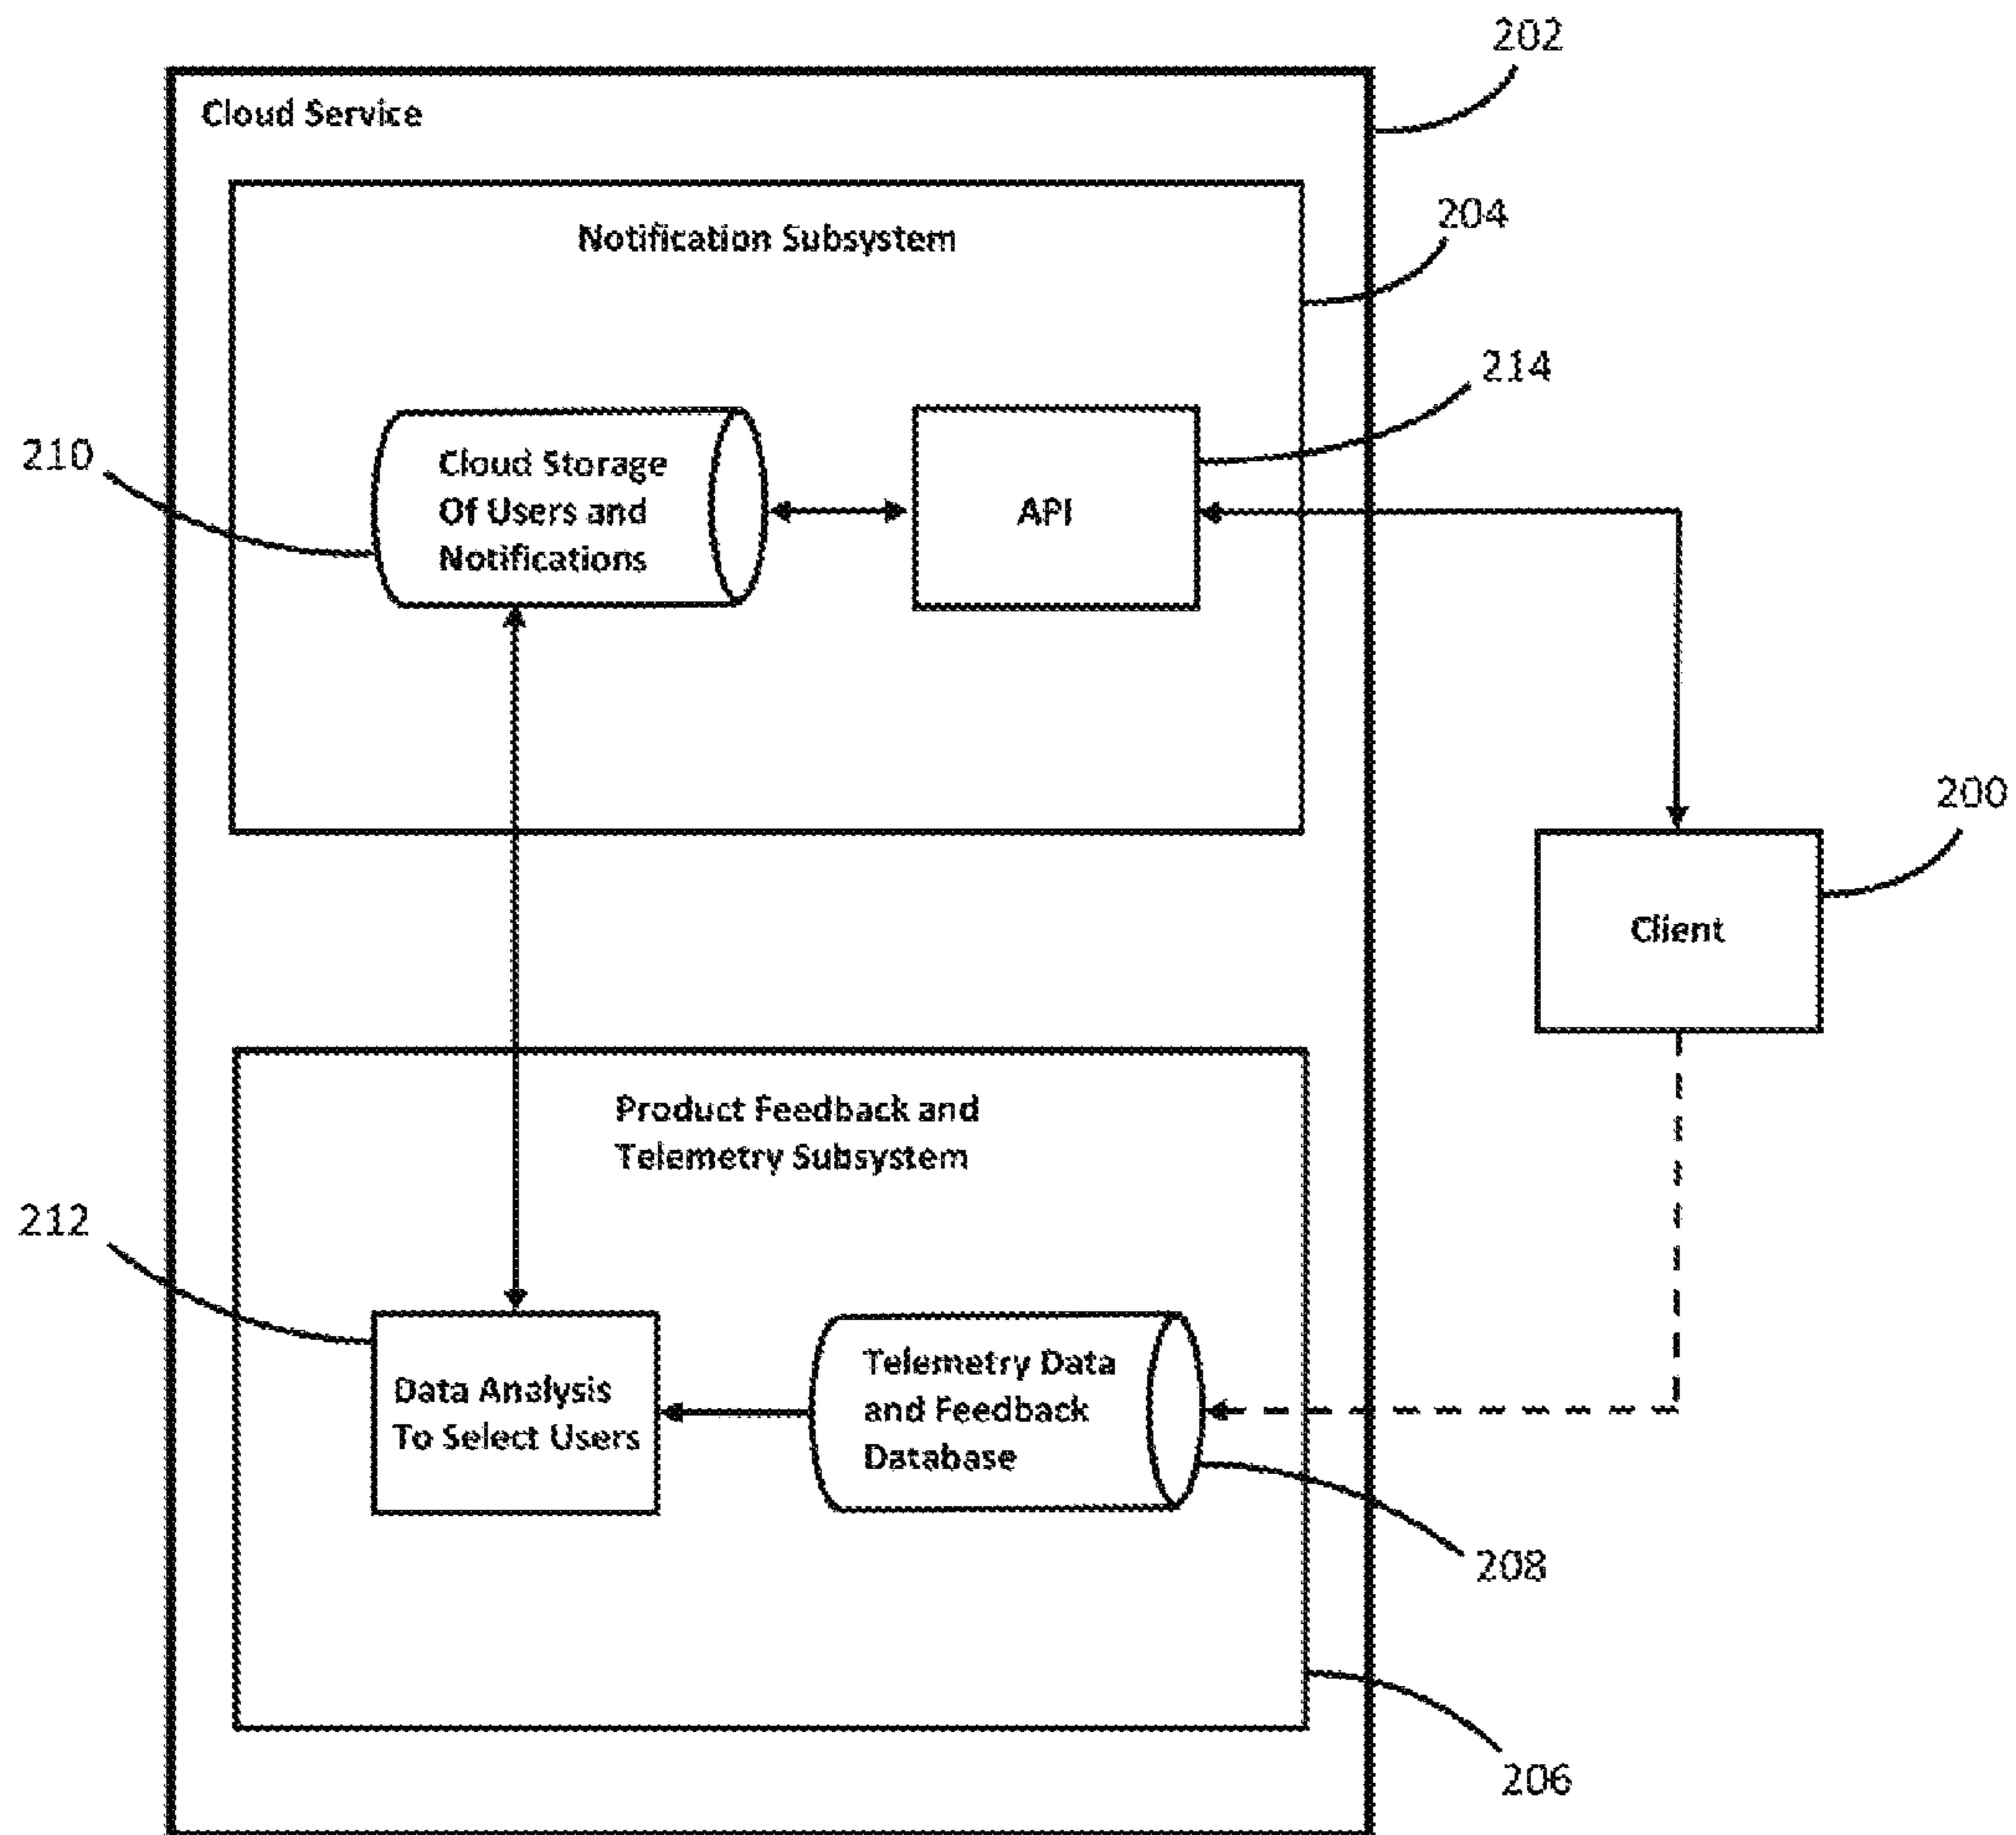 202
Cloud Service
204
Notification Subsystem
214
210
Cloud Storage
Of Users and
Notifications
API
200
Client
Product Feedback and
Telemetry Subsystem
212
Data Analysis
To Select Users
Telemetry Data
and Feedback
Database
208
206